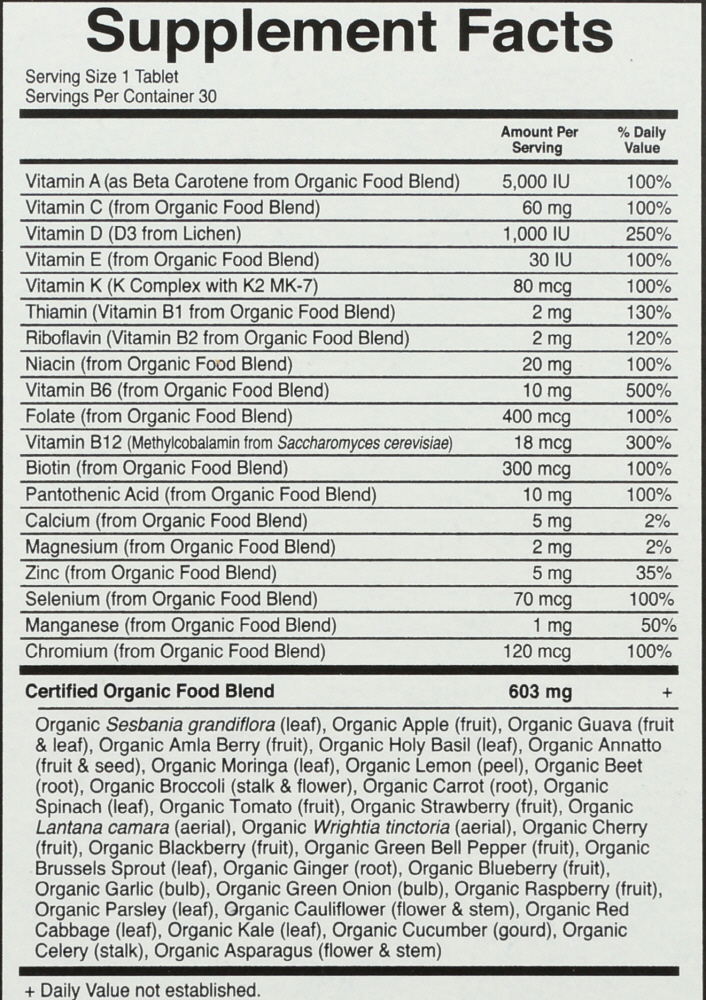 Supplement Facts
Serving Size 1 Tablet
Servings Per Container 30
Amount Per Serving % Daily Value
Vitamin A (as Beta Carotene from Organic Food Blend) 5,000 IU 100%
Vitamin C (from Organic Food Blend) 60 mg 100%
Vitamin D (D3 from Lichen) 1,000 IU 250%
Vitamin E (from Organic Food Blend) 30 IU 100%
Vitamin K (K Complex with K2 MK-7) 80 mcg 100%
Thiamin (Vitamin B1 from Organic Food Blend) 2 mg 130%
Riboflavin (Vitamin B2 from Organic Food Blend) 2 mg 120%
Niacin (from Organic Food Blend) 20 mg 100%
Vitamin B6 (from Organic Food Blend) 10 mg 500%
Folate (from Organic Food Blend) 400 mcg 100%
Vitamin B12 (Methylcobalamin from Saccharomyces cerevisiae) 18 mcg 300%
Biotin (from Organic Food Blend) 300 mcg 100%
Pantothenic Acid (from Organic Food Blend) 10 mg 100%
Calcium (from Organic Food Blend) 5 mg 2%
Magnesium (from Organic Food Blend) 2 mg 2%
Zinc (from Organic Food Blend) 5 mg 35%
Selenium (from Organic Food Blend) 70 mcg 100%
Manganese (from Organic Food Blend) 1 mg 50%
Chromium (from Organic Food Blend) 120 mcg 100%
Certified Organic Food Blend 603 mg +
Organic Sesbania grandiflora (leaf), Organic Apple (fruit), Organic Guava (fruit
& leaf), Organic Amla Berry (fruit), Organic Holy Basil (leaf), Organic Annatto
(fruit & seed), Organic Moringa (leaf), Organic Lemon (peel), Organic Beet
(root), Organic Broccoli (stalk & flower), Organic Carrot (root), Organic
Spinach (leaf), Organic Tomato (fruit), Organic Strawberry (fruit), Organic
Lantana camara (aerial), Organic Wrightia tinctoria (aerial), Organic Cherry
(fruit), Organic Blackberry (fruit), Organic Green Bell Pepper (fruit), Organic
Brussels Sprout (leaf), Organic Ginger (root), Organic Blueberry (fruit),
Organic Garlic (bulb), Organic Green Onion (bulb), Organic Raspberry (fruit),
Organic Parsley (leaf), Organic Cauliflower (flower & stem), Organic Red
Cabbage (leaf), Organic Kale (leaf), Organic Cucumber (gourd), Organic
Celery (stalk), Organic Asparagus (flower & stem)
+ Daily Value not established.